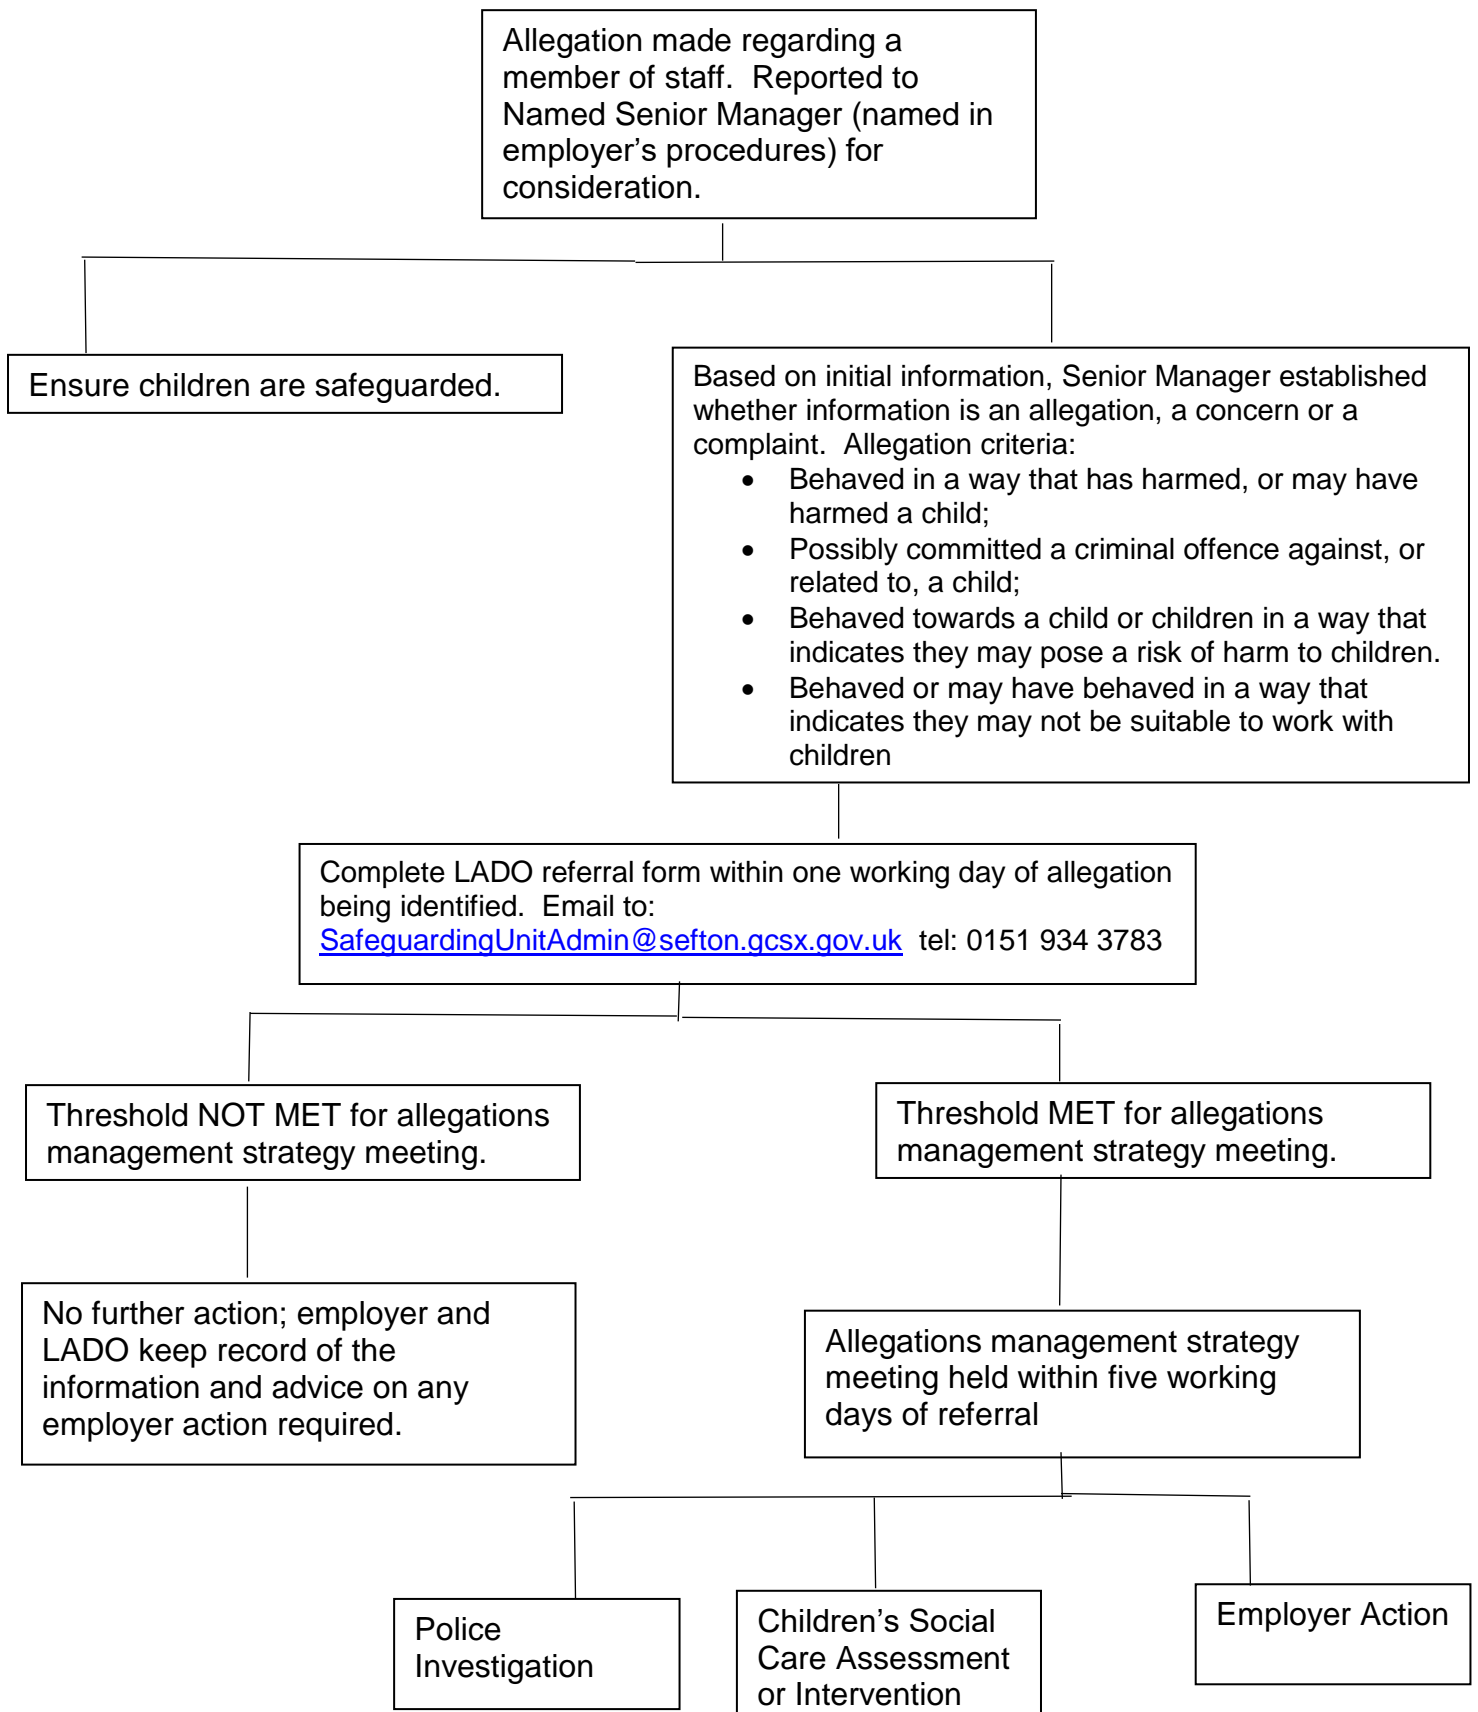 Allegation made regarding a
member of staff.  Reported to
Named Senior Manager (named in
employer’s procedures) for
consideration.
Ensure children are safeguarded.
Based on initial information, Senior Manager established
whether information is an allegation, a concern or a
complaint.  Allegation criteria:
• Behaved in a way that has harmed, or may have
harmed a child;
• Possibly committed a criminal offence against, or
related to, a child;
• Behaved towards a child or children in a way that
indicates they may pose a risk of harm to children.
• Behaved or may have behaved in a way that
indicates they may not be suitable to work with
children
Complete LADO referral form within one working day of allegation
being identified.  Email to:
SafeguardingUnitAdmin@sefton.gcsx.gov.uk  tel: 0151 934 3783
Threshold NOT MET for allegations
management strategy meeting.
Threshold MET for allegations
management strategy meeting.
No further action; employer and
LADO keep record of the
information and advice on any
employer action required.
Allegations management strategy
meeting held within five working
days of referral
Police
Investigation
Children’s Social
Care Assessment
or Intervention
Employer Action